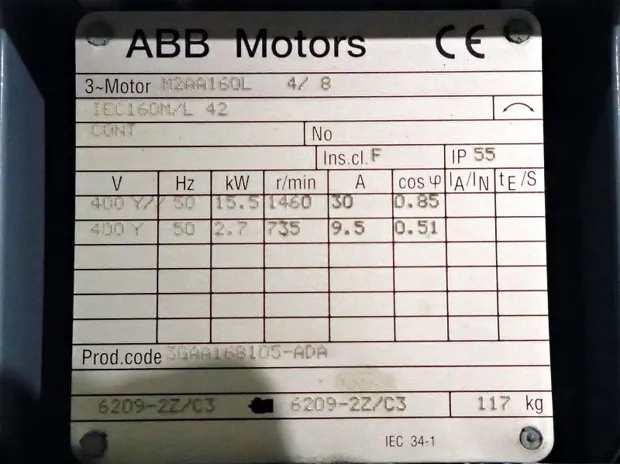 ABB Motors CE
3~Motor M2AA160L 4/ 8
IEC160M/L 42
CONT No
Ins.cl. F IP 55
V Hz kW r/min A cos φ IA/IN tE/S
400 Y// 50 15.5 1460 30 0.85
400 Y 50 2.7 735 9.5 0.51
Prod.code 3GAA168105-ADA
6209-2Z/C3 6209-2Z/C3 117 kg
IEC 34-1